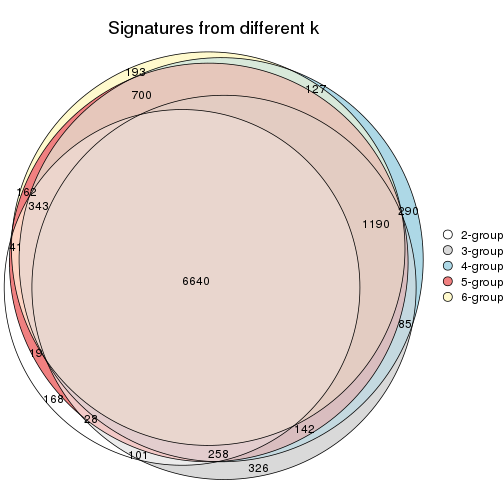 Signatures from different k
193
127
700
162
343
290
1190
2-group
3-group
41
4-group
6640
5-group
6-group
85
19
168
28
142
101
258
326